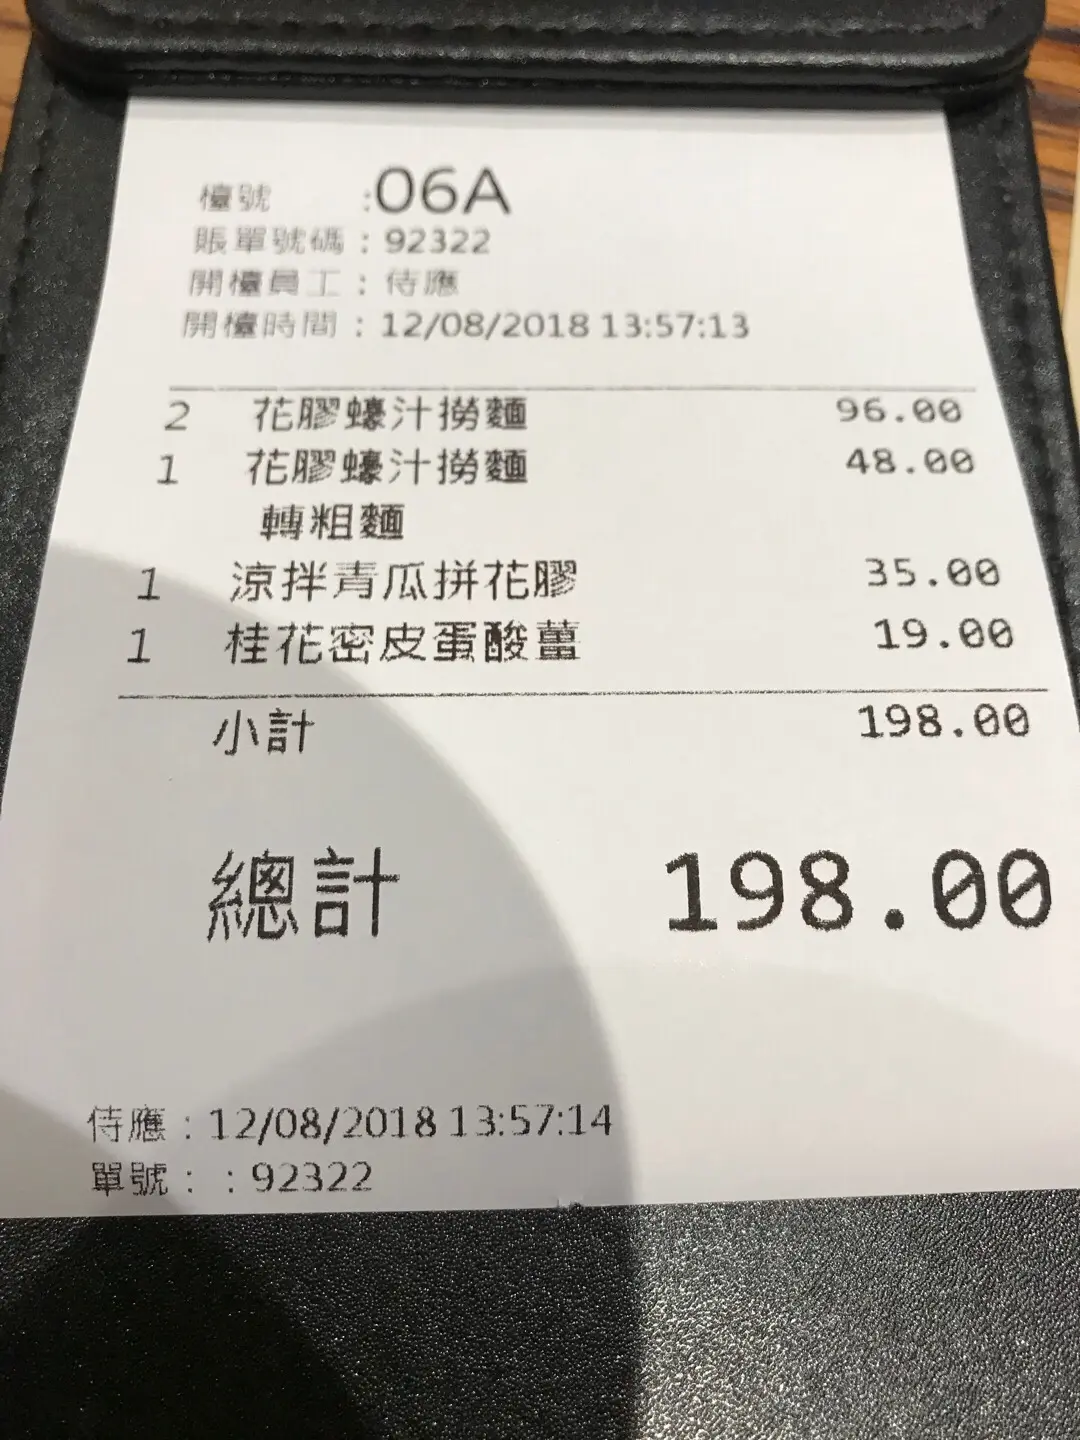 檯號 :06A
賬單號碼 : 92322
開檯員工 : 侍應
開檯時間 : 12/08/2018 13:57:13
2 花膠蠔汁撈麵 96.00
1 花膠蠔汁撈麵 48.00
轉粗麵
1 涼拌青瓜拼花膠 35.00
1 桂花密皮蛋酸薑 19.00
小計 198.00
總計 198.00
侍應 : 12/08/2018 13:57:14
單號 : : 92322